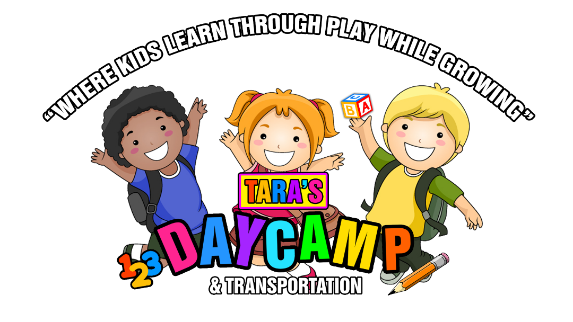 “WHERE KIDS LEARN THROUGH PLAY WHILE GROWING”
B A
TARA'S
DAYCAMP
123
& TRANSPORTATION